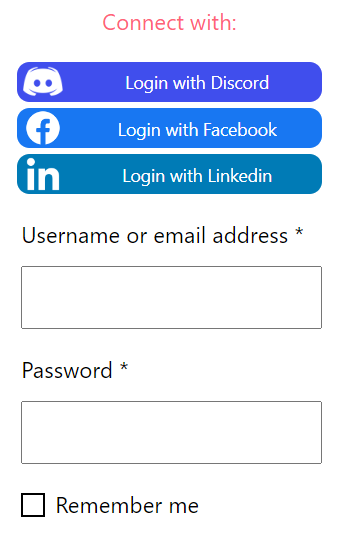 Connect with:
Login with Discord
Login with Facebook
in Login with Linkedin
Username or email address *
Password *
Remember me